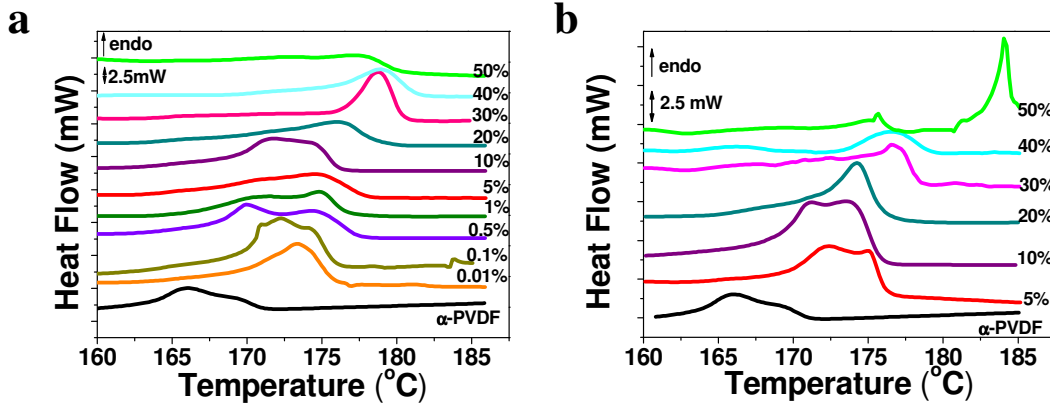 a
Heat Flow (mW)
endo
2.5mW
50%
40%
30%
20%
10%
5%
1%
0.5%
0.1%
0.01%
α-PVDF
160 165 170 175 180 185
Temperature (°C)
b
Heat Flow (mW)
endo
2.5 mW
50%
40%
30%
20%
10%
5%
α-PVDF
160 165 170 175 180 185
Temperature (°C)